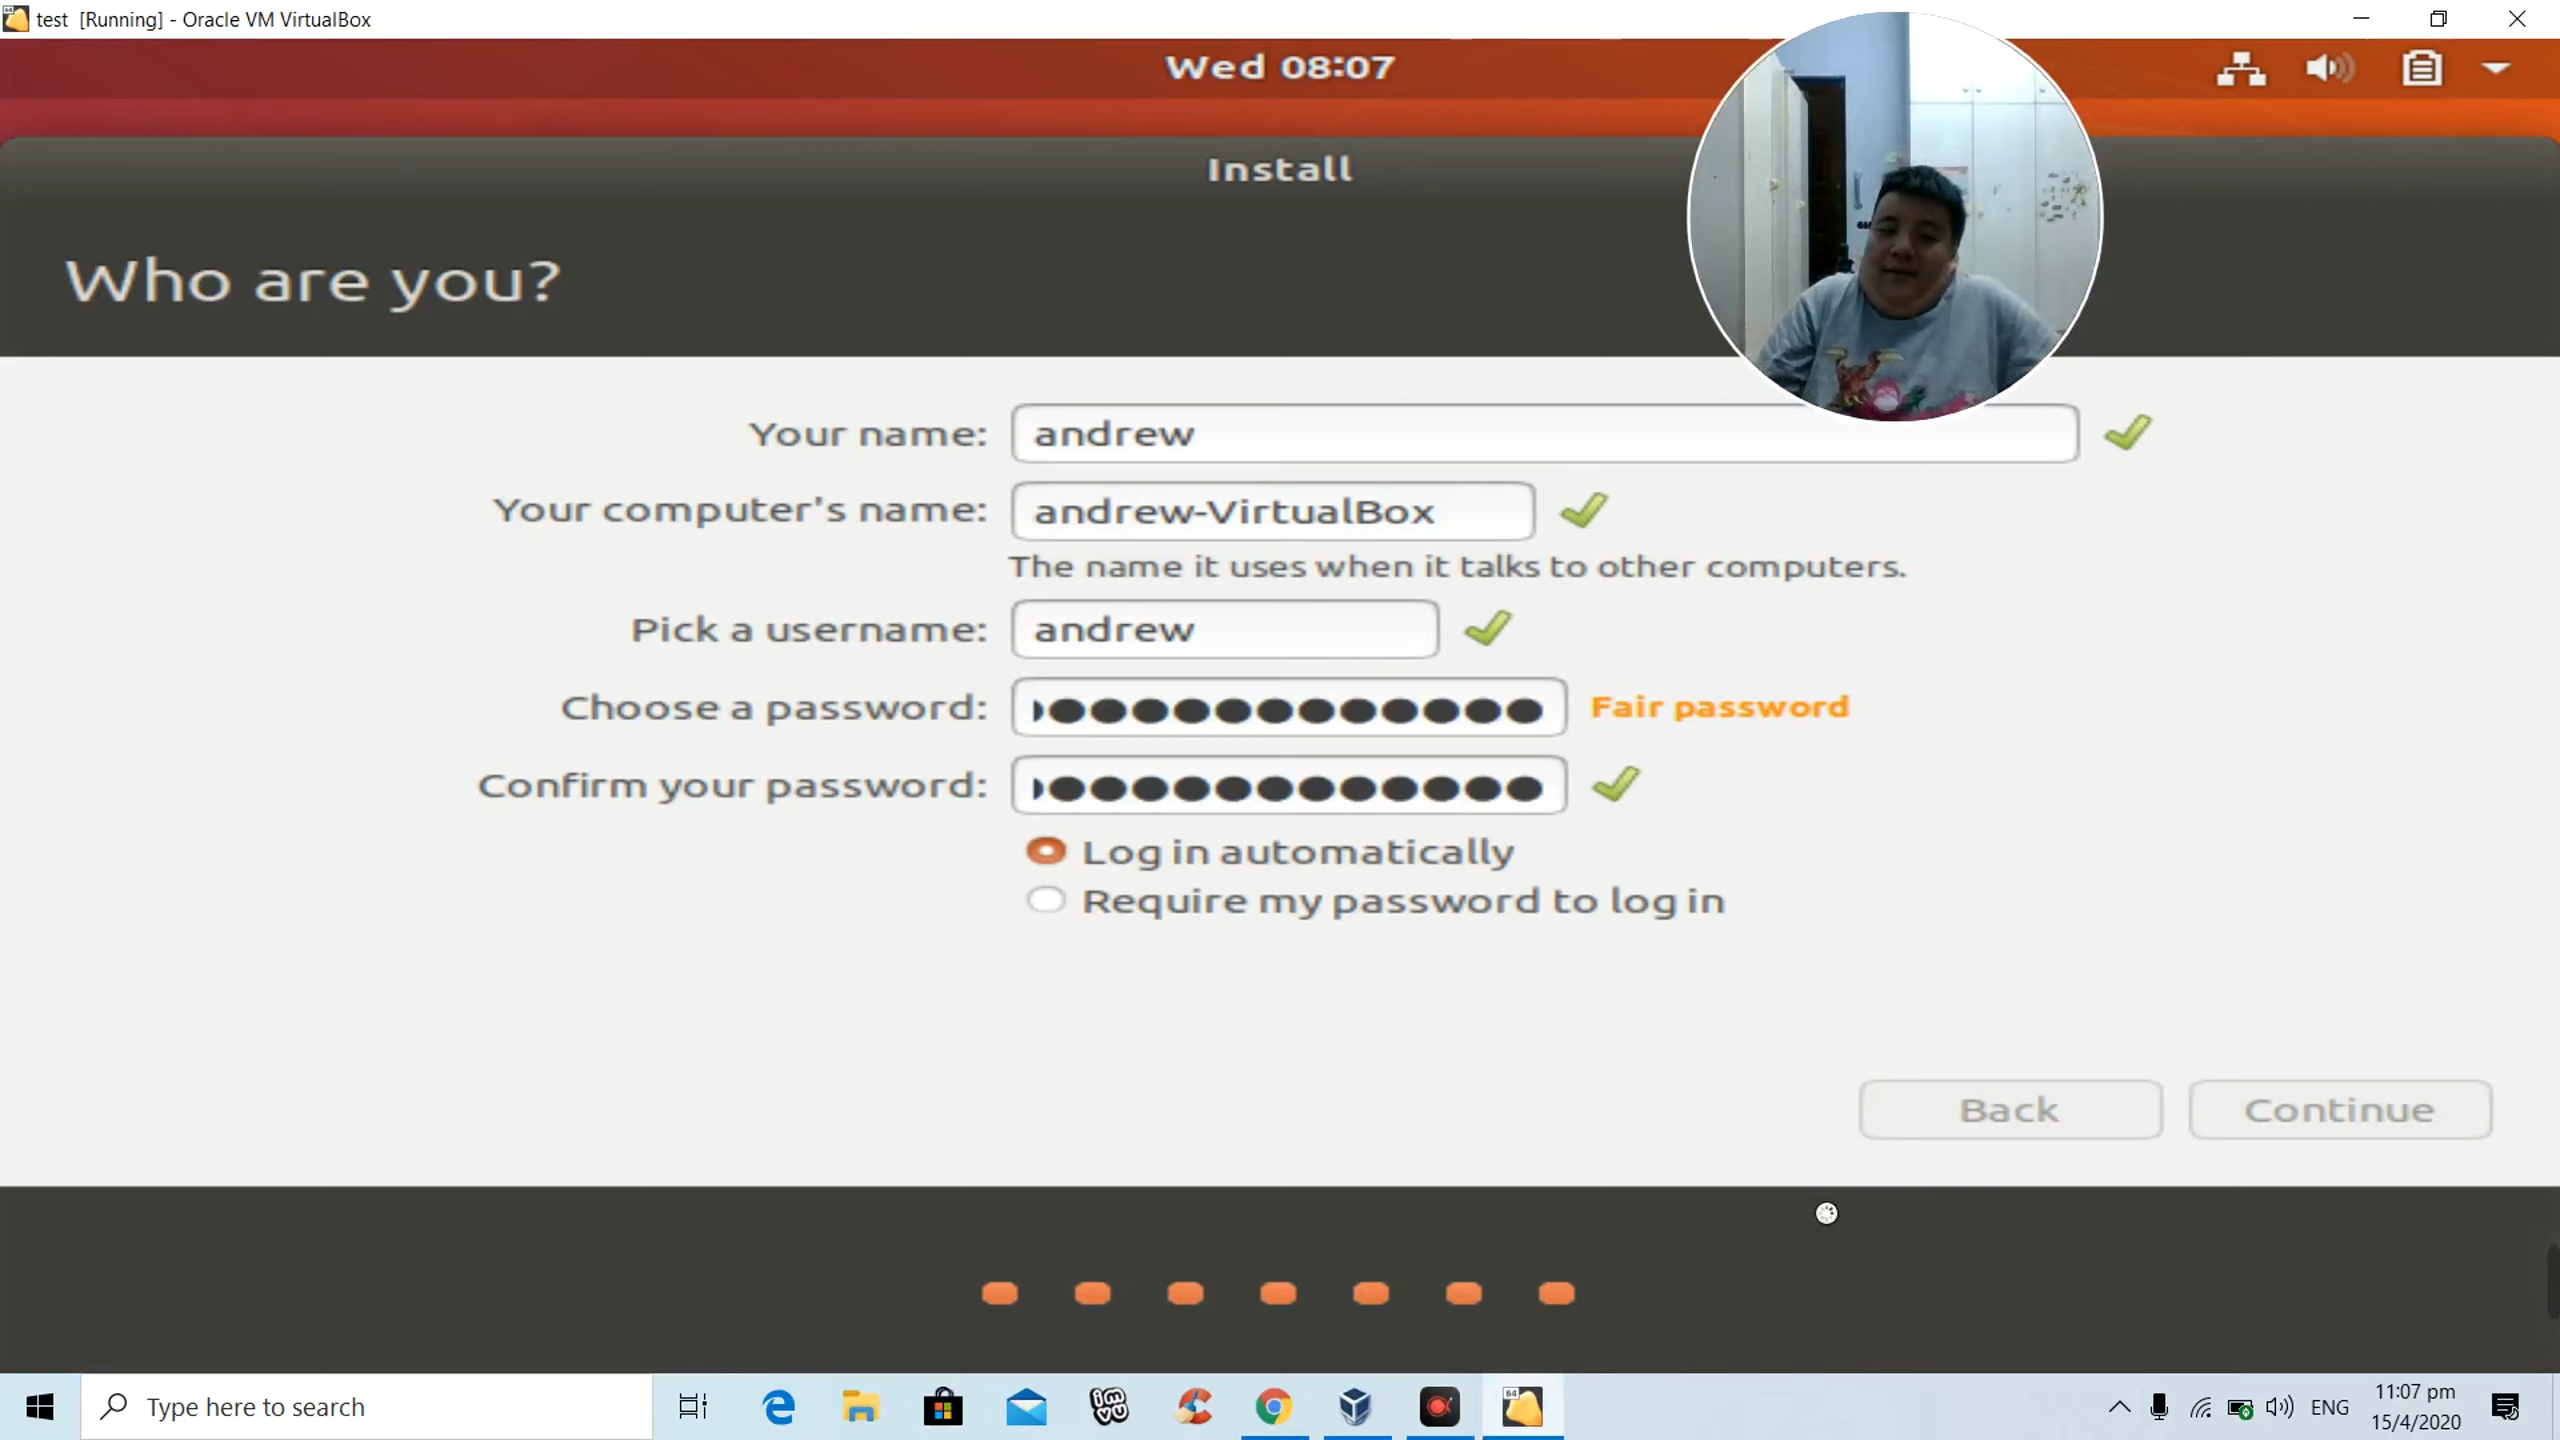 test [Running] - Oracle VM VirtualBox
Wed 08:07
Install
Who are you?
Your name: andrew
Your computer's name: andrew-VirtualBox
The name it uses when it talks to other computers.
Pick a username: andrew
Choose a password: Fair password
Confirm your password:
Log in automatically
Require my password to log in
Back Continue
Type here to search
64
ENG
11:07 pm
15/4/2020